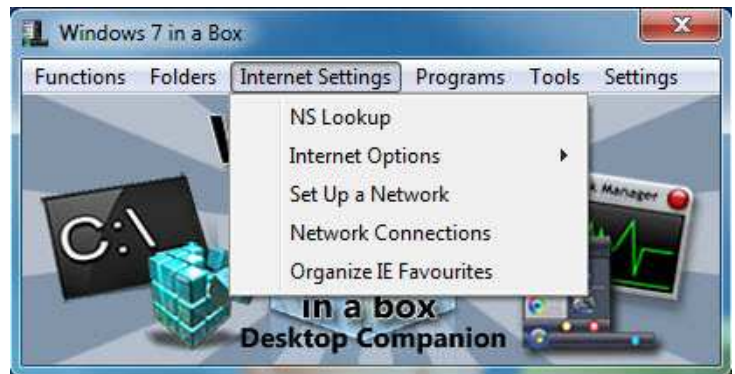 Windows 7 in a Box
Functions Folders Internet Settings Programs Tools Settings
NS Lookup
Internet Options
Set Up a Network
Network Connections
Organize IE Favourites
Manager
C:\
in a box
Desktop Companion